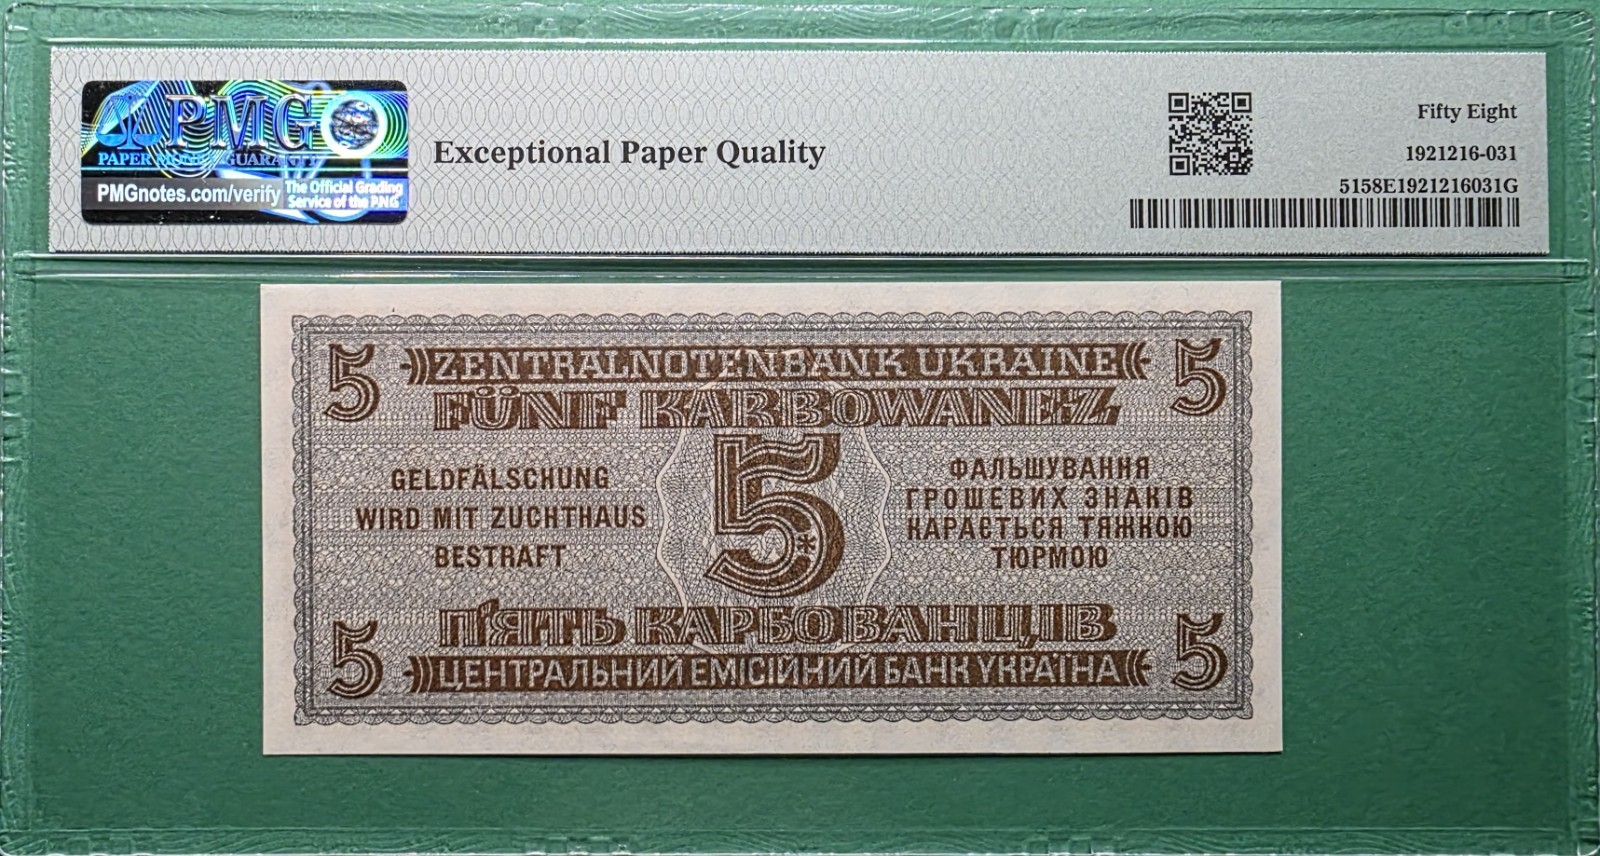 PMG
PAPER MONEY GUARANTY
PMGnotes.com/verify
The Official Grading
Service of the PNG
Exceptional Paper Quality
Fifty Eight
1921216-031
5158E1921216031G
5 ZENTRALNOTENBANK UKRAINE 5
FÜNF KARBOWANEZ
GELDFÄLSCHUNG
WIRD MIT ZUCHTHAUS
BESTRAFT
5
ФАЛЬШУВАННЯ
ГРОШЕВИХ ЗНАКІВ
КАРАЄТЬСЯ ТЯЖКОЮ
ТЮРМОЮ
П'ЯТЬ КАРБОВАНЦІВ
5 ЦЕНТРАЛЬНИЙ ЕМІСІЙНИЙ БАНК УКРАЇНА 5